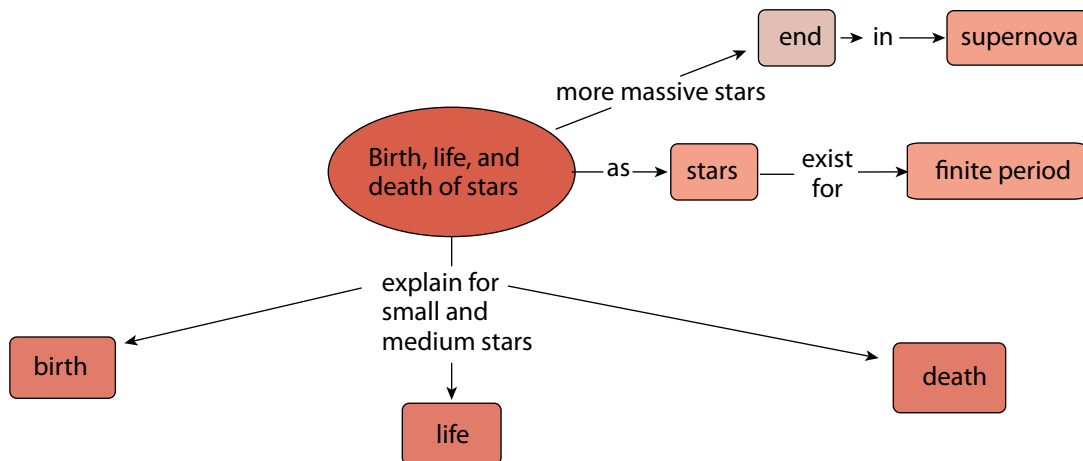 end
in
supernova
more massive stars
Birth, life, and
death of stars
as
stars
exist
for
finite period
explain for
small and
medium stars
birth
life
death